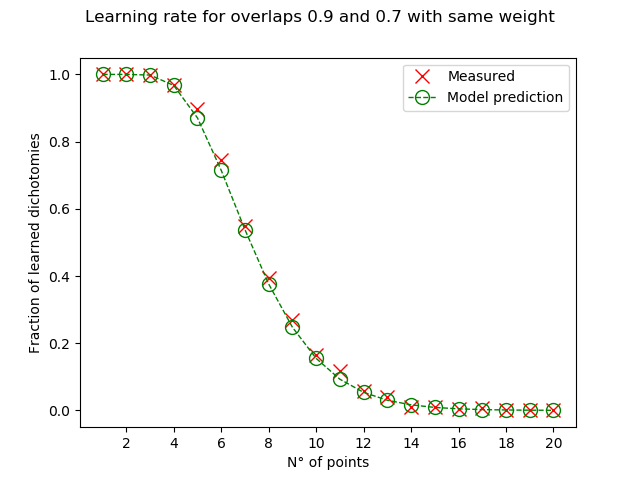 Learning rate for overlaps 0.9 and 0.7 with same weight
Measured
Model prediction
Fraction of learned dichotomies
1.0
0.8
0.6
0.4
0.2
0.0
2 4 6 8 10 12 14 16 18 20
N° of points